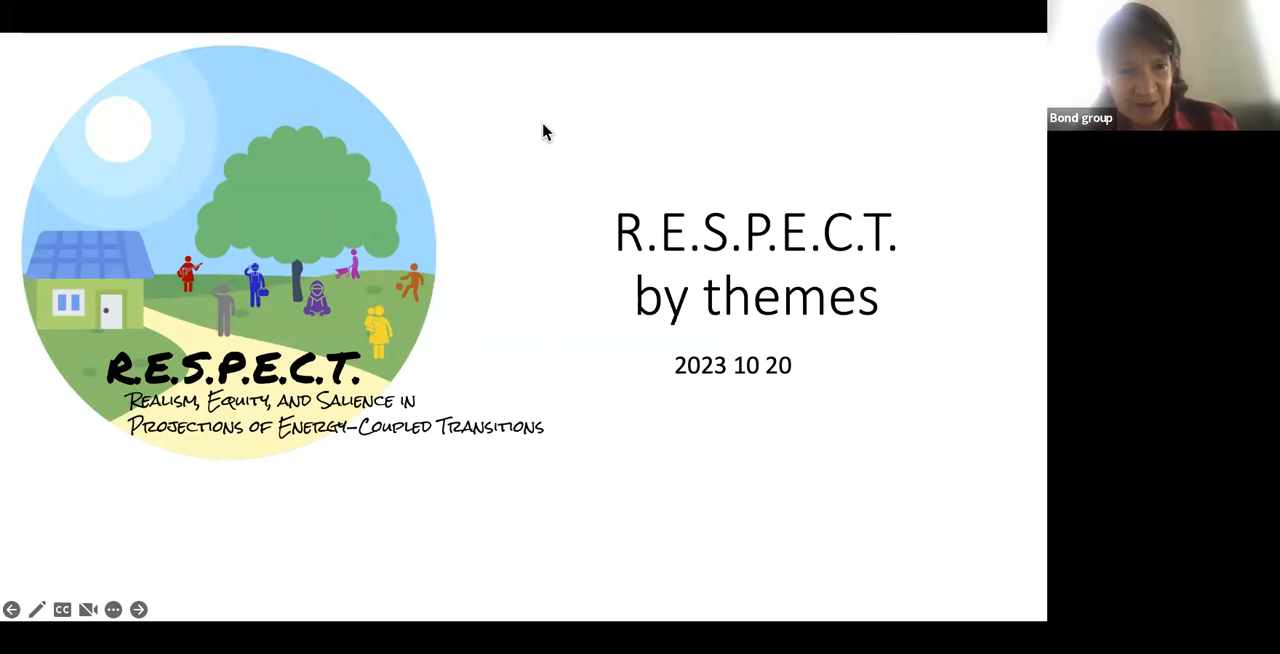 R.E.S.P.E.C.T.
Realism, Equity, and Salience in
Projections of Energy-Coupled Transitions
R.E.S.P.E.C.T.
by themes
2023 10 20
Bond group
CC